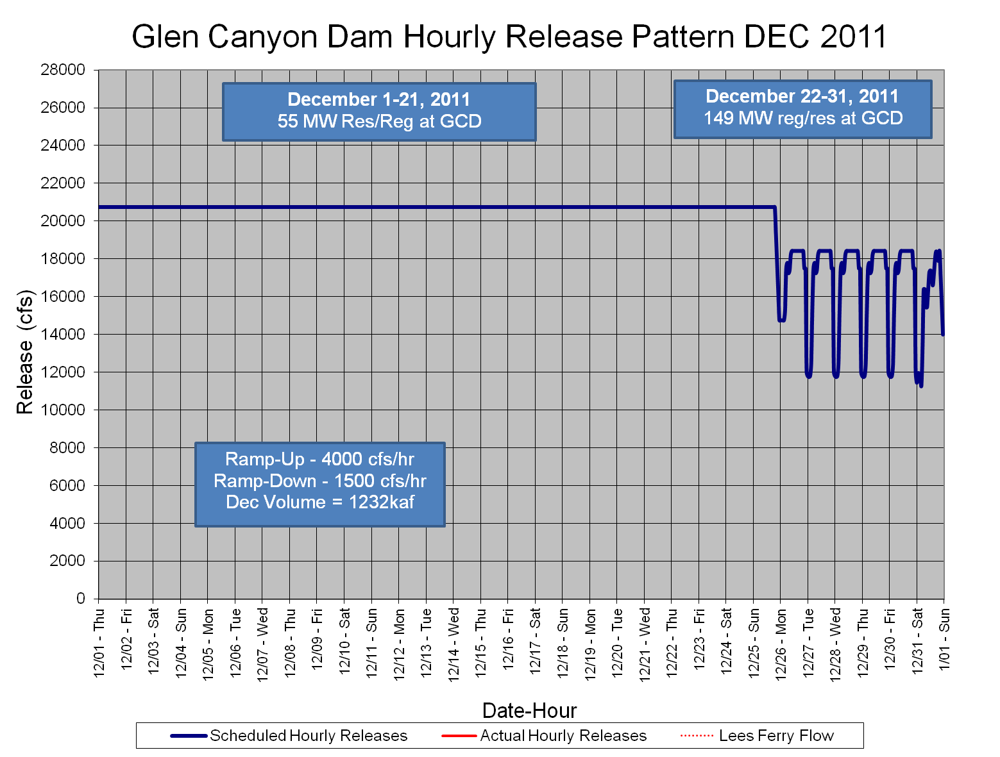 Glen Canyon Dam Hourly Release Pattern DEC 2011
28000
26000
24000
22000
20000
18000
16000
14000
12000
10000
8000
6000
4000
2000
0
Release (cfs)
December 1-21, 2011
55 MW Res/Reg at GCD
December 22-31, 2011
149 MW reg/res at GCD
Ramp-Up - 4000 cfs/hr
Ramp-Down - 1500 cfs/hr
Dec Volume = 1232kaf
12/01 - Thu
12/02 - Fri
12/03 - Sat
12/04 - Sun
12/05 - Mon
12/06 - Tue
12/07 - Wed
12/08 - Thu
12/09 - Fri
12/10 - Sat
12/11 - Sun
12/12 - Mon
12/13 - Tue
12/14 - Wed
12/15 - Thu
12/16 - Fri
12/17 - Sat
12/18 - Sun
12/19 - Mon
12/20 - Tue
12/21 - Wed
12/22 - Thu
12/23 - Fri
12/24 - Sat
12/25 - Sun
12/26 - Mon
12/27 - Tue
12/28 - Wed
12/29 - Thu
12/30 - Fri
12/31 - Sat
1/01 - Sun
Date-Hour
Scheduled Hourly Releases
Actual Hourly Releases
Lees Ferry Flow